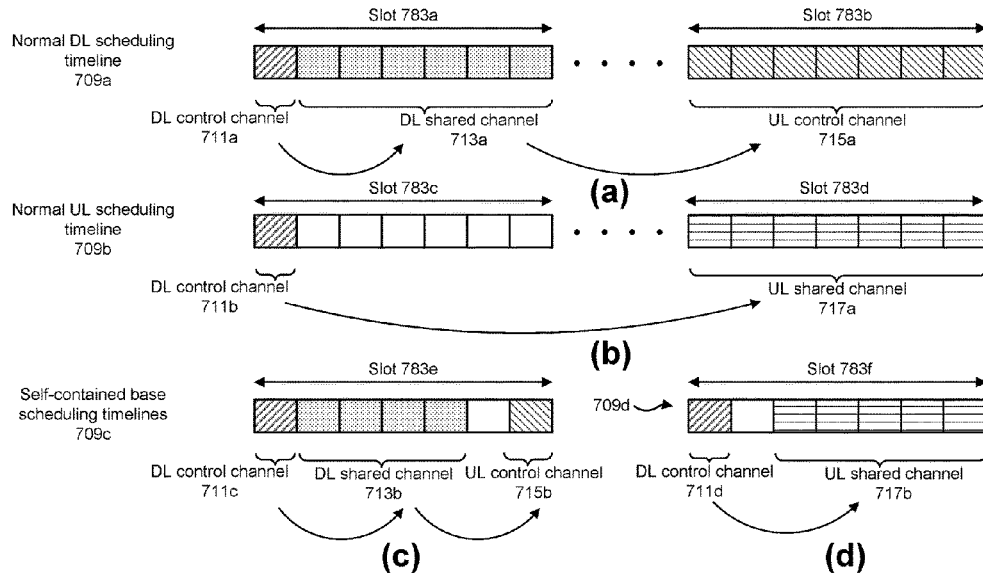 Slot 783a
Slot 783b
Normal DL scheduling
timeline
709a
DL control channel
711a
DL shared channel
713a
UL control channel
715a
(a)
Slot 783c
Slot 783d
Normal UL scheduling
timeline
709b
DL control channel
711b
UL shared channel
717a
(b)
Slot 783e
Slot 783f
Self-contained base
scheduling timelines
709c
709d
DL control channel
711c
DL shared channel
713b
UL control channel
715b
DL control channel
711d
UL shared channel
717b
(c)
(d)